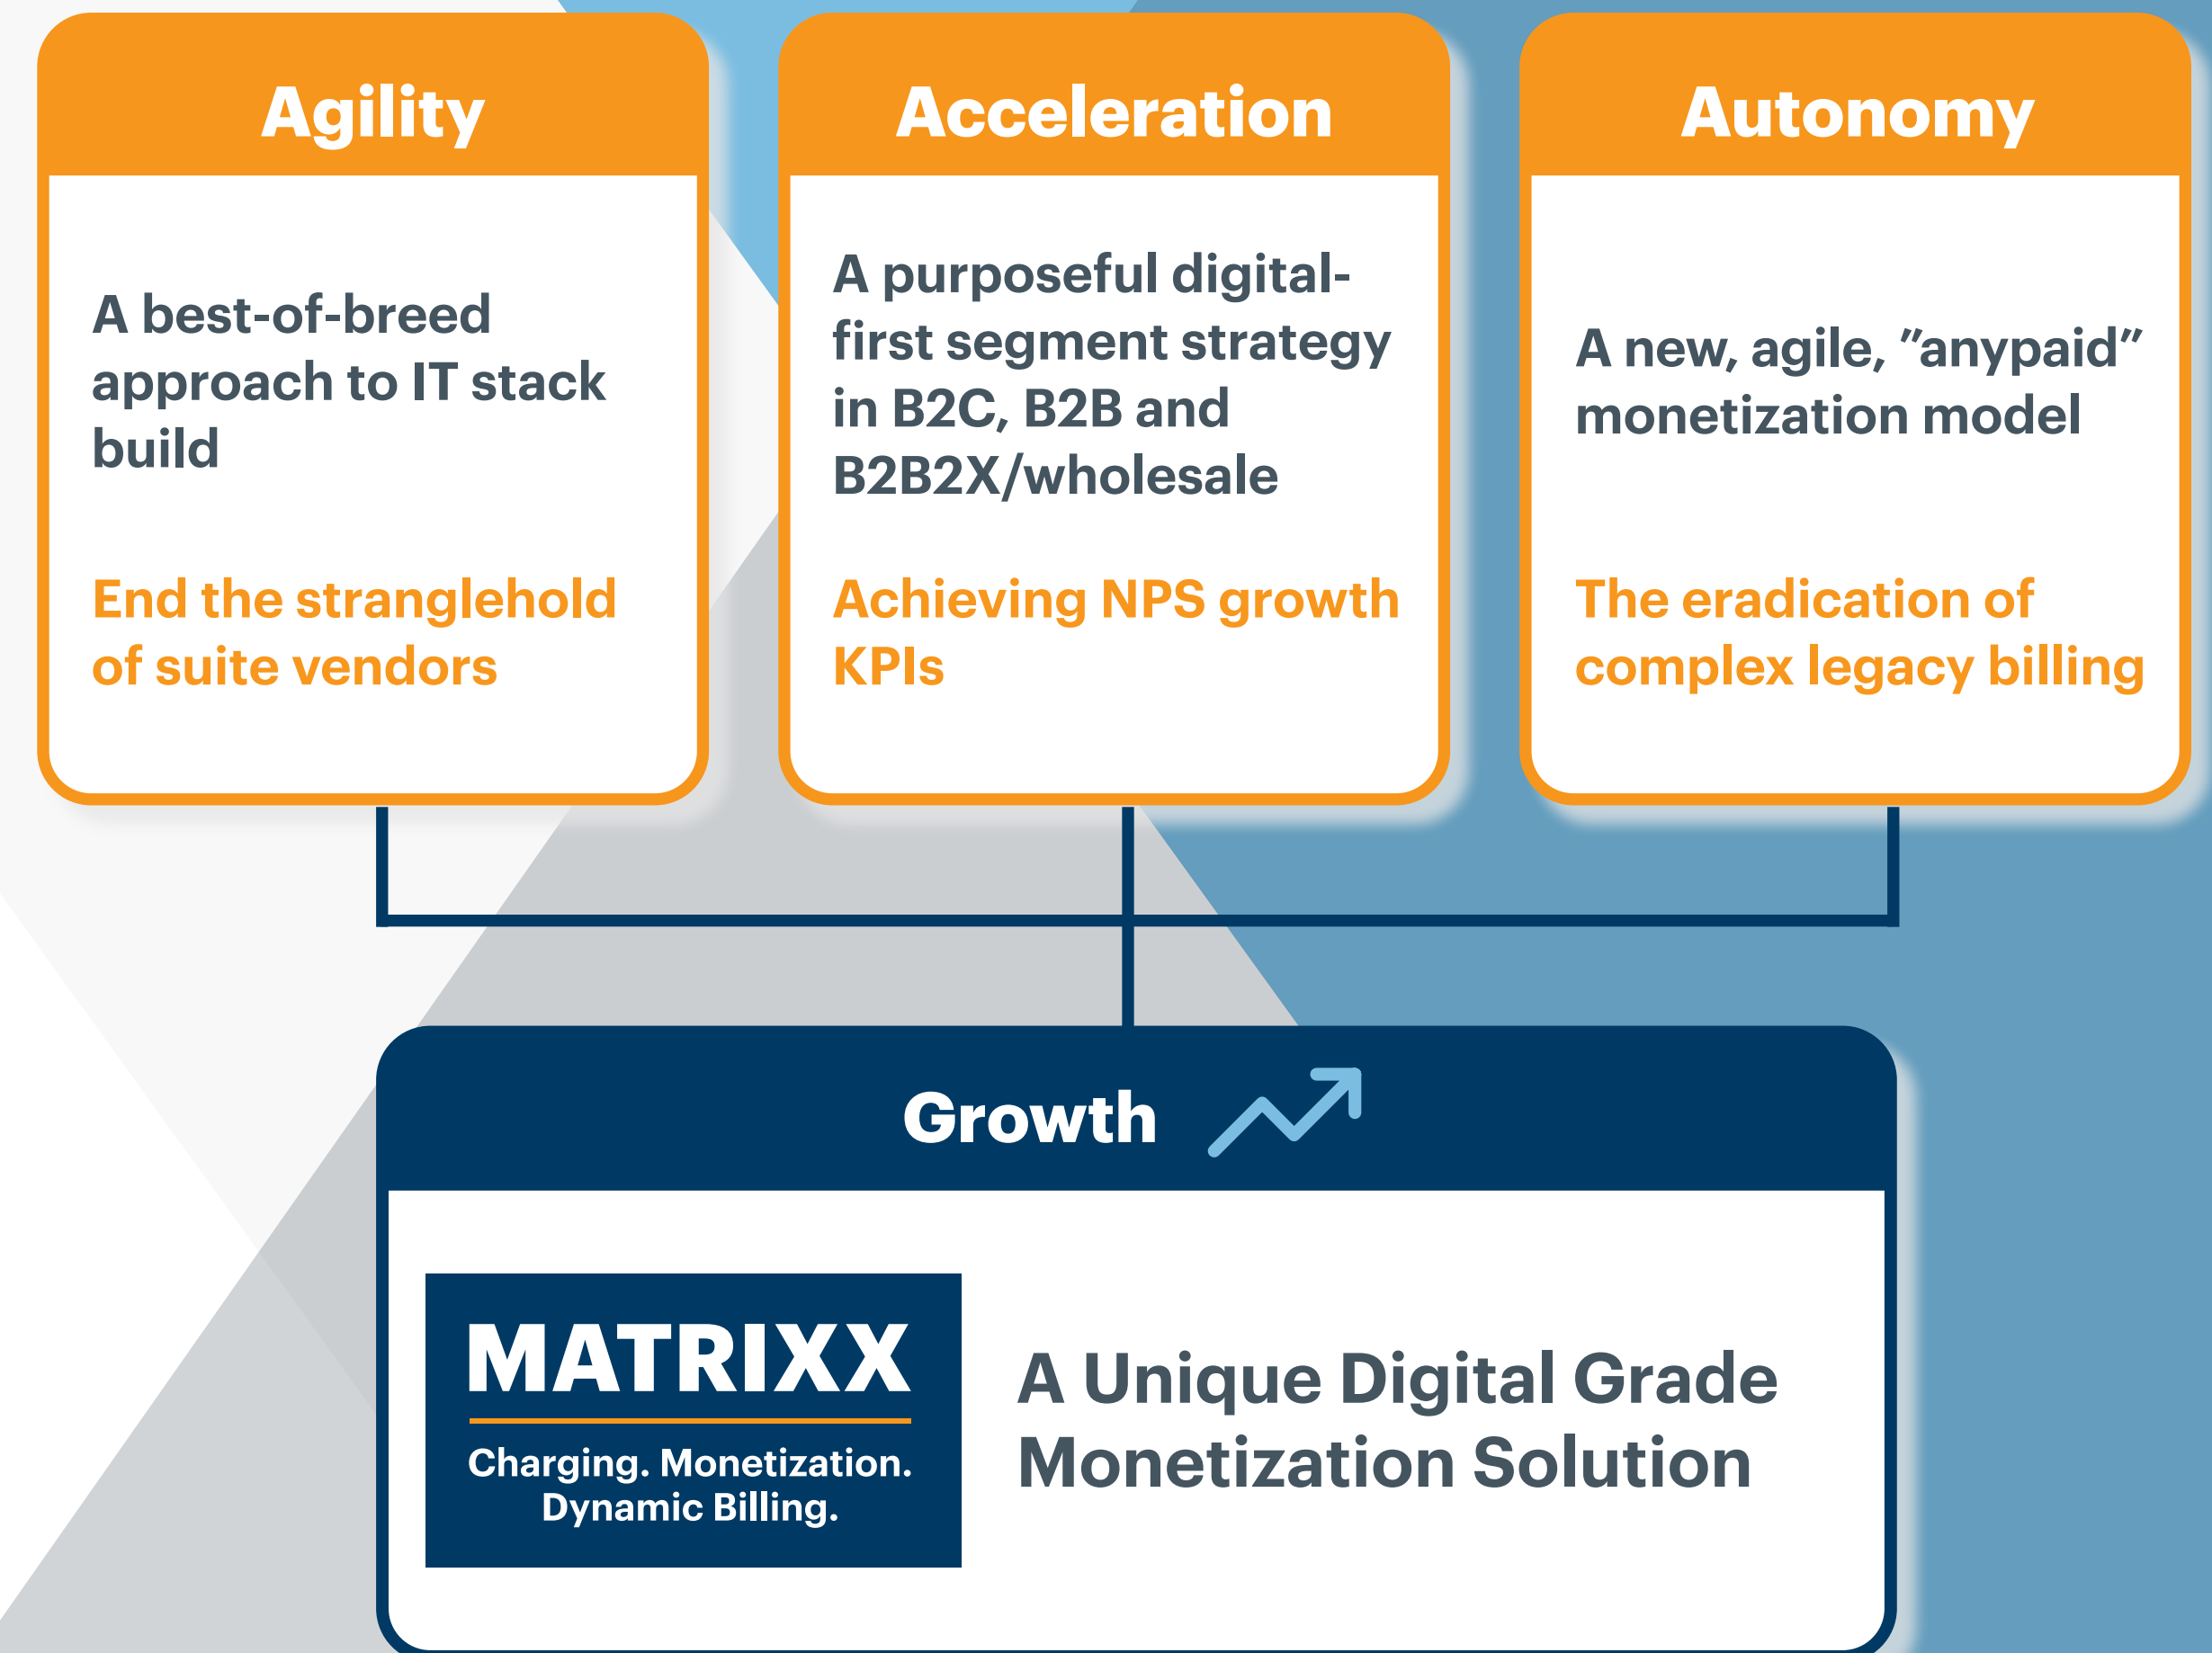 Agility
A best-of-breed
approach to IT stack
build
End the stranglehold
of suite vendors
Acceleration
A purposeful digital-
first segment strategy
in B2C, B2B and
B2B2X/wholesale
Achieving NPS growth
KPIs
Autonomy
A new, agile, ”anypaid”
monetization model
The eradication of
complex legacy billing
Growth
MATRIXX
Charging. Monetization.
Dynamic Billing.
A Unique Digital Grade
Monetization Solution